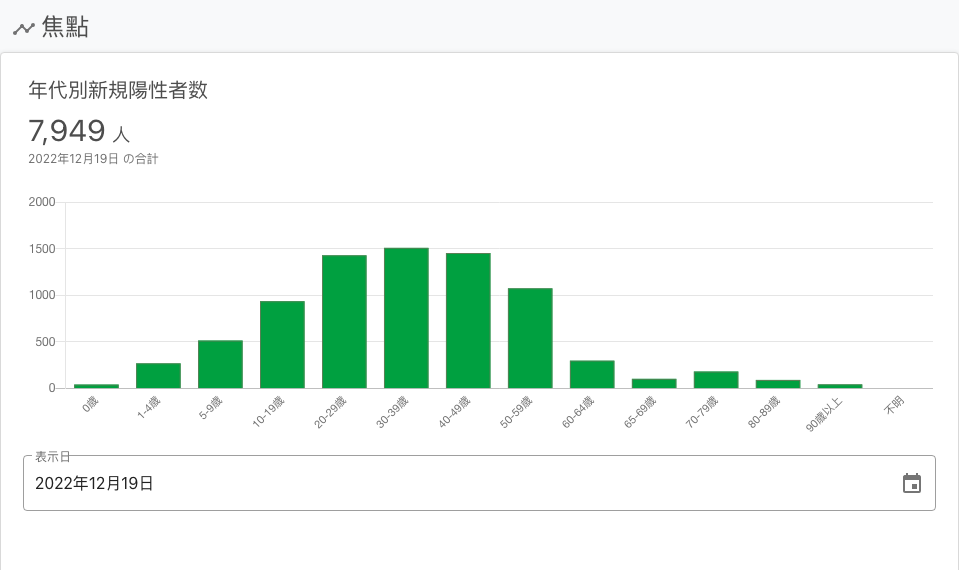 焦點
年代別新規陽性者数
7,949 人
2022年12月19日 の合計
2000
1500
1000
500
0
0歳
1-4歳
5-9歳
10-19歳
20-29歳
30-39歳
40-49歳
50-59歳
60-64歳
65-69歳
70-79歳
80-89歳
90歳以上
不明
表示日
2022年12月19日